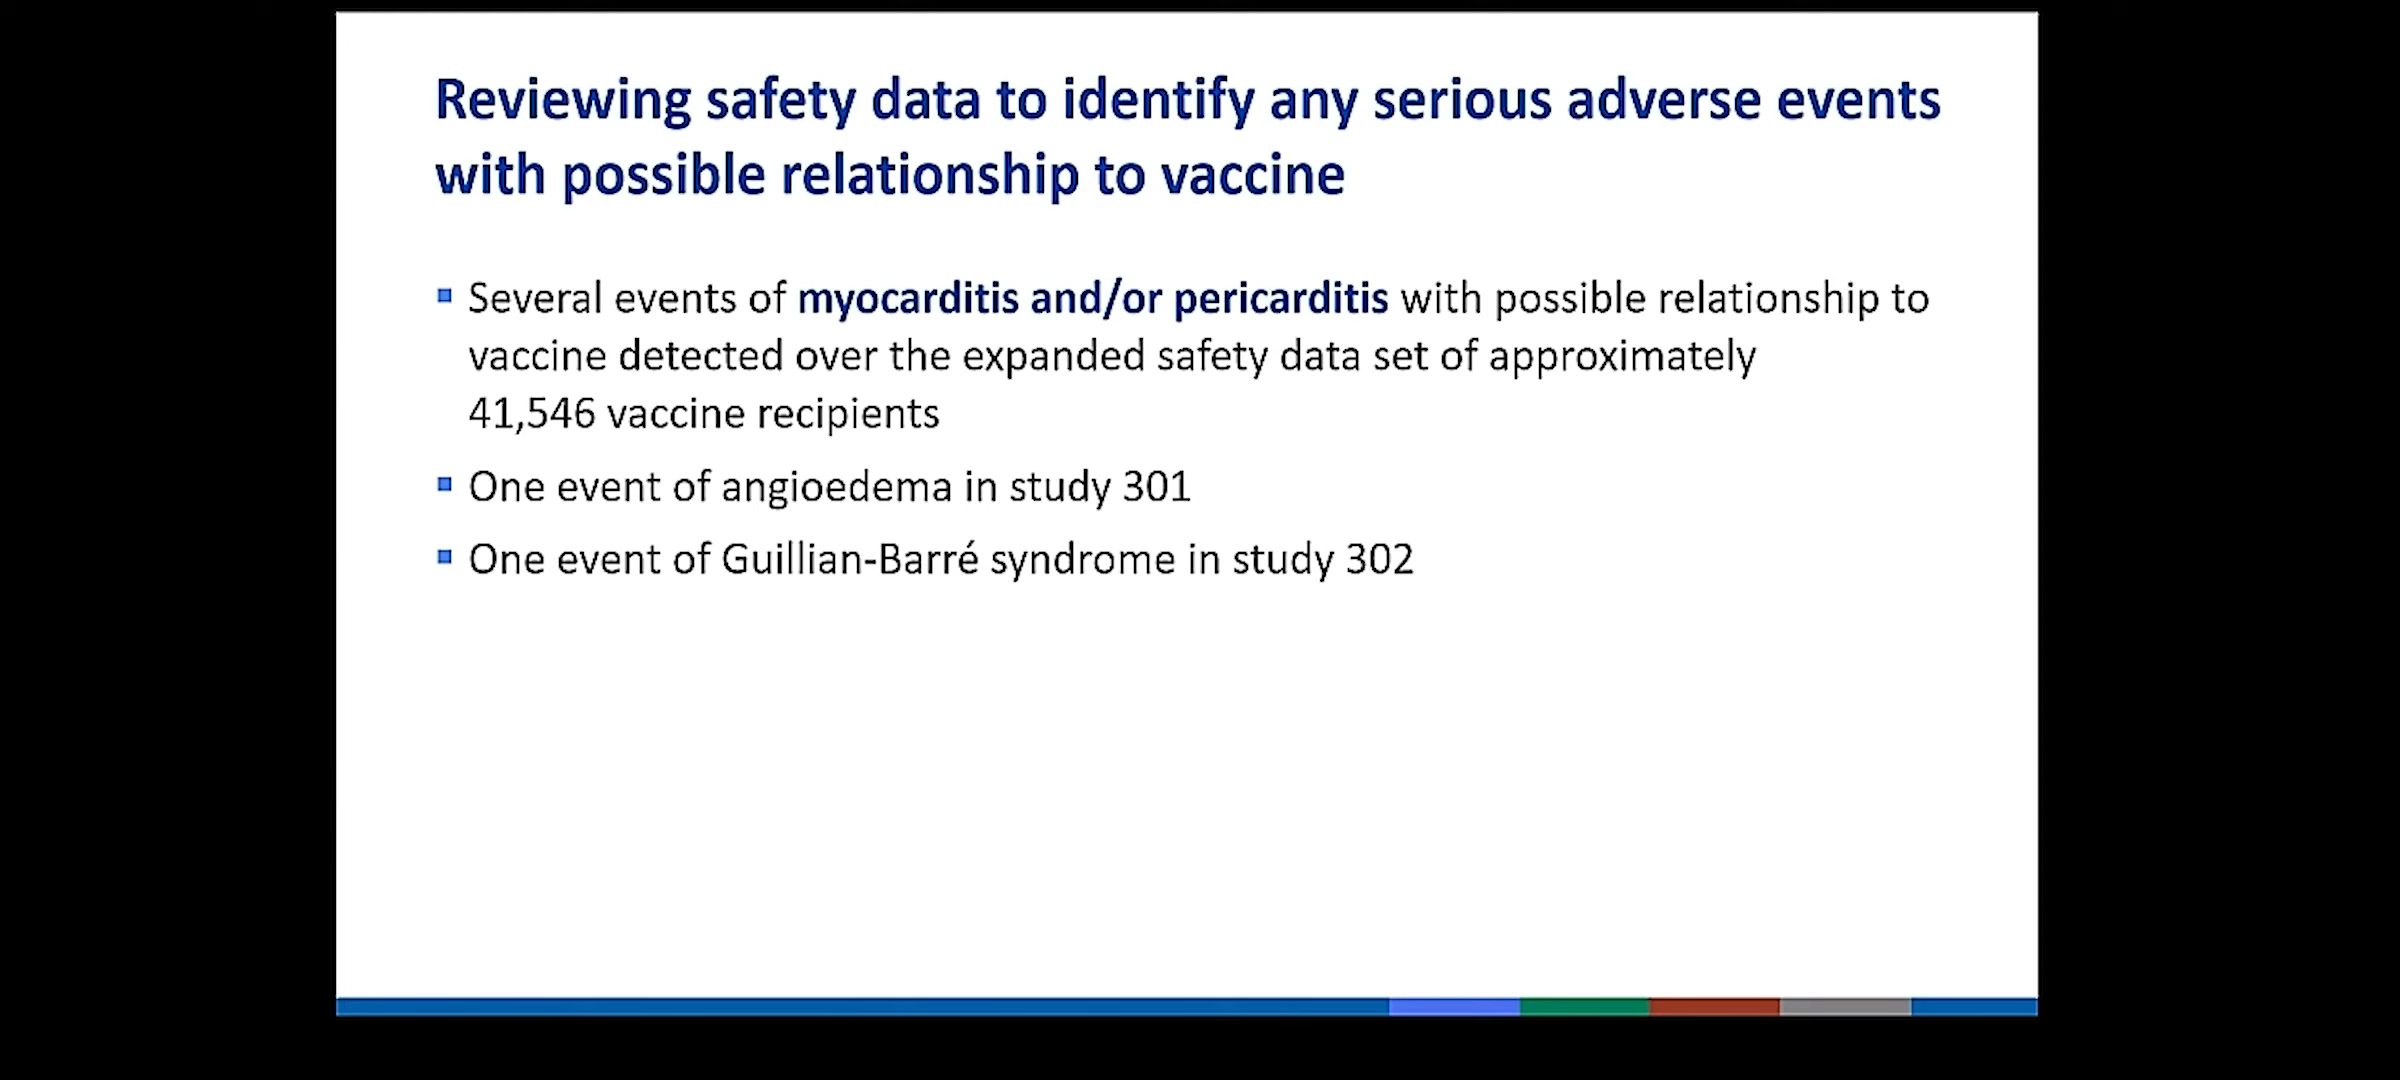 Reviewing safety data to identify any serious adverse events
with possible relationship to vaccine
▪ Several events of myocarditis and/or pericarditis with possible relationship to
vaccine detected over the expanded safety data set of approximately
41,546 vaccine recipients
▪ One event of angioedema in study 301
▪ One event of Guillian-Barré syndrome in study 302